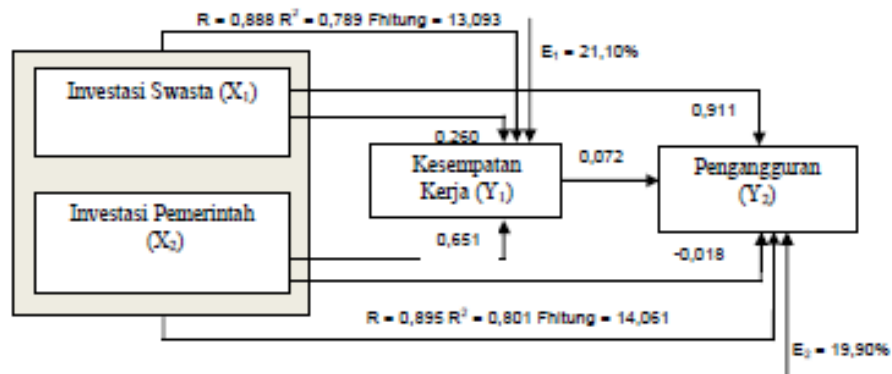 R = 0,888 R² = 0,789 Fhitung = 13,093
E₁ = 21,10%
Investasi Swasta (X₁)
0,911
0,260
Kesempatan
Kerja (Y₁)
0,072
Pengangguran
(Y₂)
Investasi Pemerintah
(X₂)
0,651
-0,018
R = 0,895 R² = 0,801 Fhitung = 14,051
E₂ = 19,90%